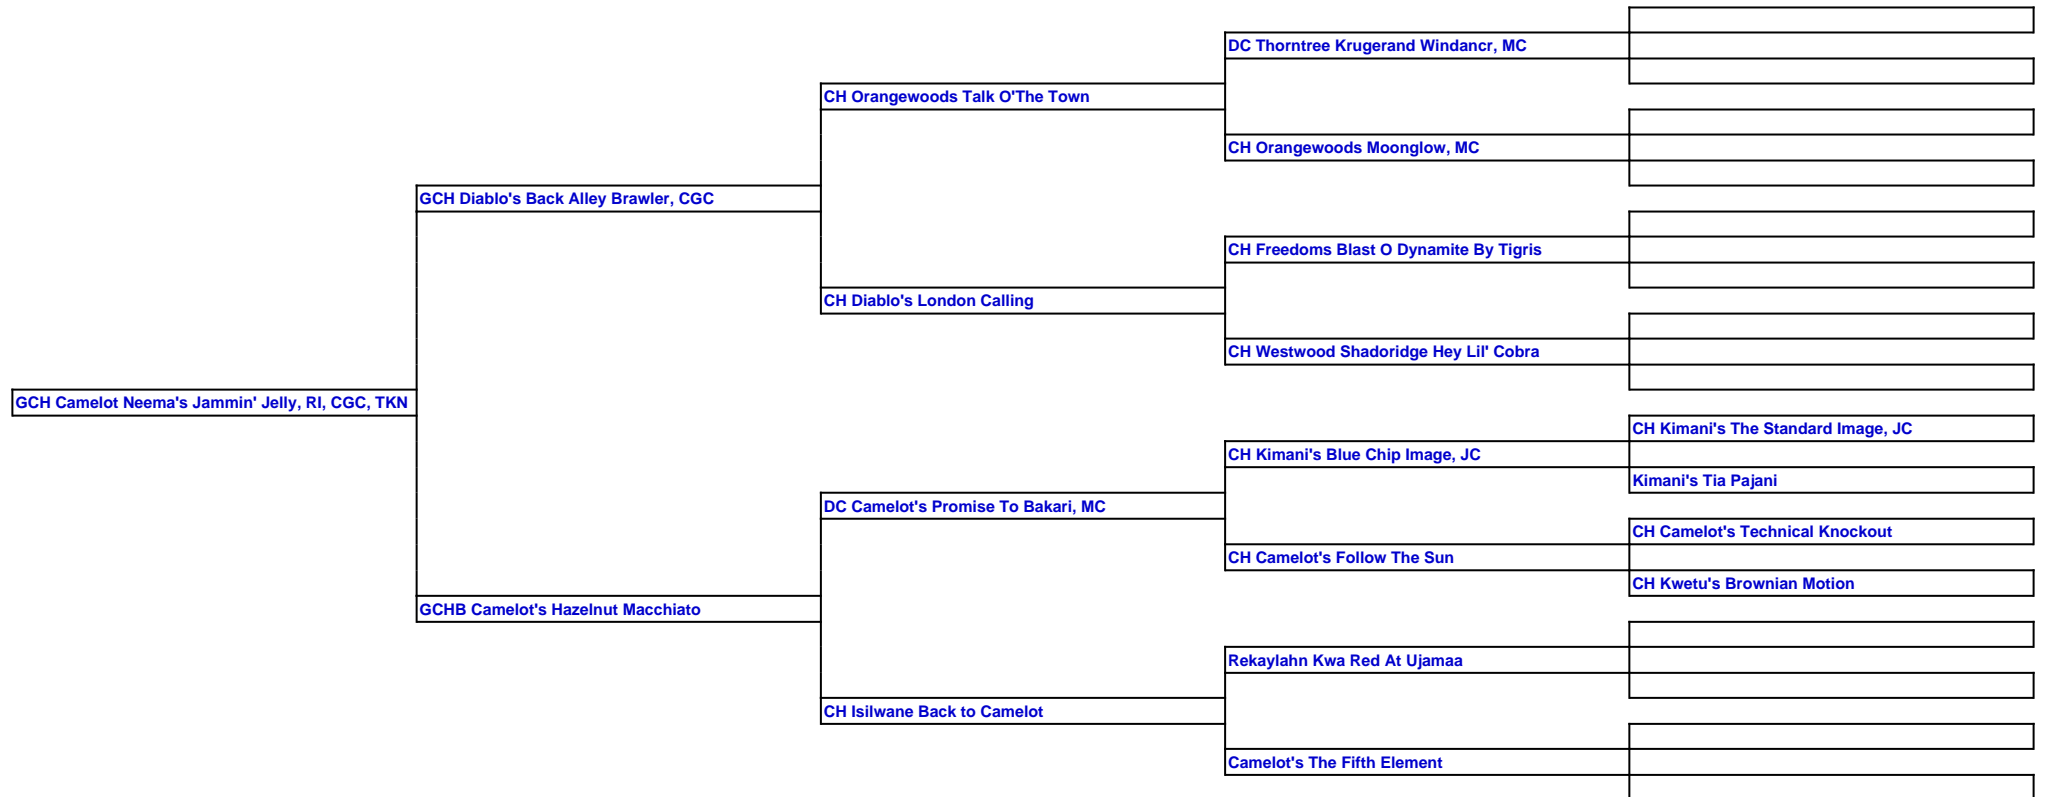 DC Thorntree Krugerand Windancr, MC
CH Orangewoods Talk O'The Town
CH Orangewoods Moonglow, MC
GCH Diablo's Back Alley Brawler, CGC
CH Freedoms Blast O Dynamite By Tigris
CH Diablo's London Calling
CH Westwood Shadoridge Hey Lil' Cobra
GCH Camelot Neema's Jammin' Jelly, RI, CGC, TKN
CH Kimani's The Standard Image, JC
CH Kimani's Blue Chip Image, JC
Kimani's Tia Pajani
DC Camelot's Promise To Bakari, MC
CH Camelot's Technical Knockout
CH Camelot's Follow The Sun
CH Kwetu's Brownian Motion
GCHB Camelot's Hazelnut Macchiato
Rekaylahn Kwa Red At Ujamaa
CH Isilwane Back to Camelot
Camelot's The Fifth Element